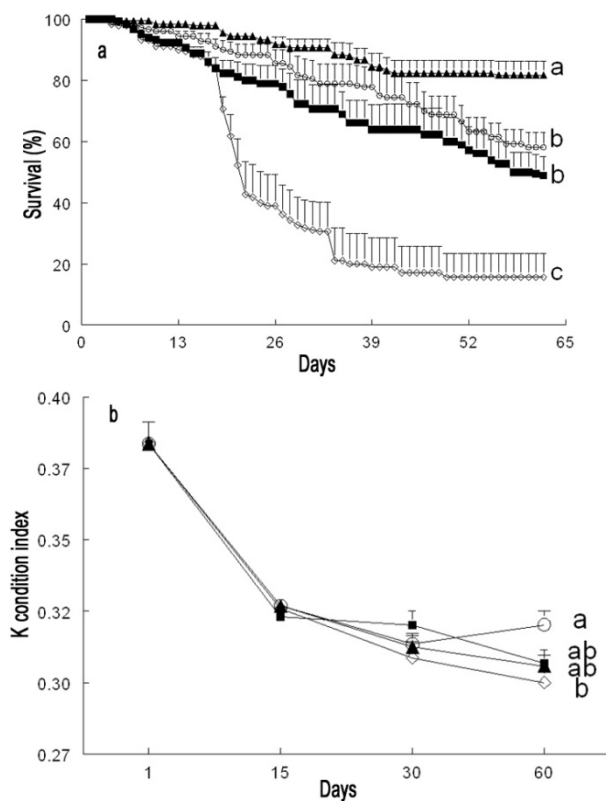 100
a
80
60
40
20
0
a
b
b
c
0
13
26
39
52
65
Survival (%)
Days
0.40
b
0.37
0.35
0.32
0.30
0.27
a
ab
ab
b
1
15
30
60
K condition index
Days